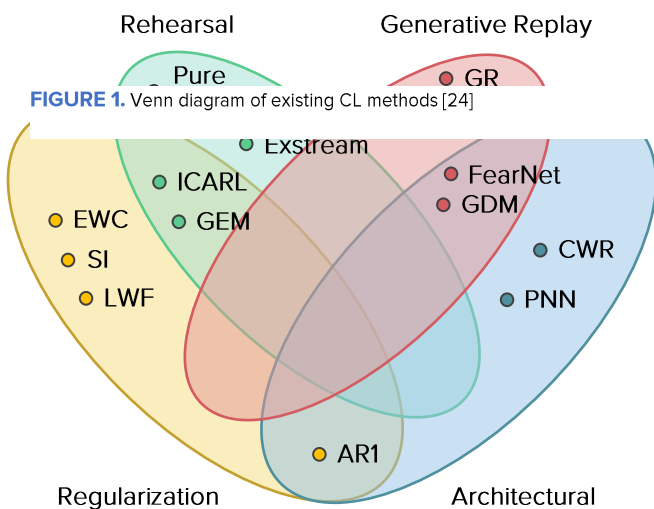 Rehearsal
Generative Replay
Pure
GR
FIGURE 1. Venn diagram of existing CL methods [24]
Exstream
ICARL
FearNet
GEM
GDM
EWC
CWR
SI
LWF
PNN
AR1
Regularization
Architectural